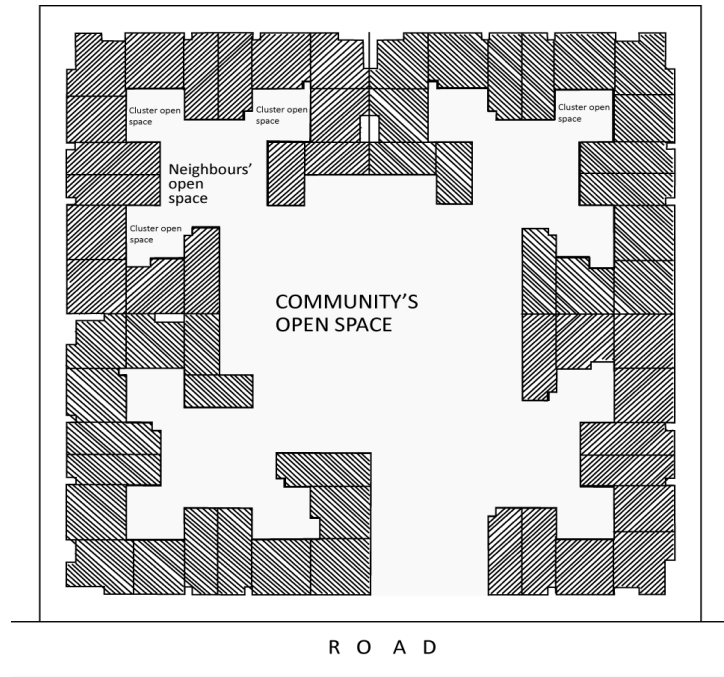 Cluster open
space
Cluster open
space
Cluster open
space
Neighbours’
open
space
Cluster open
space
COMMUNITY’S
OPEN SPACE
R O A D